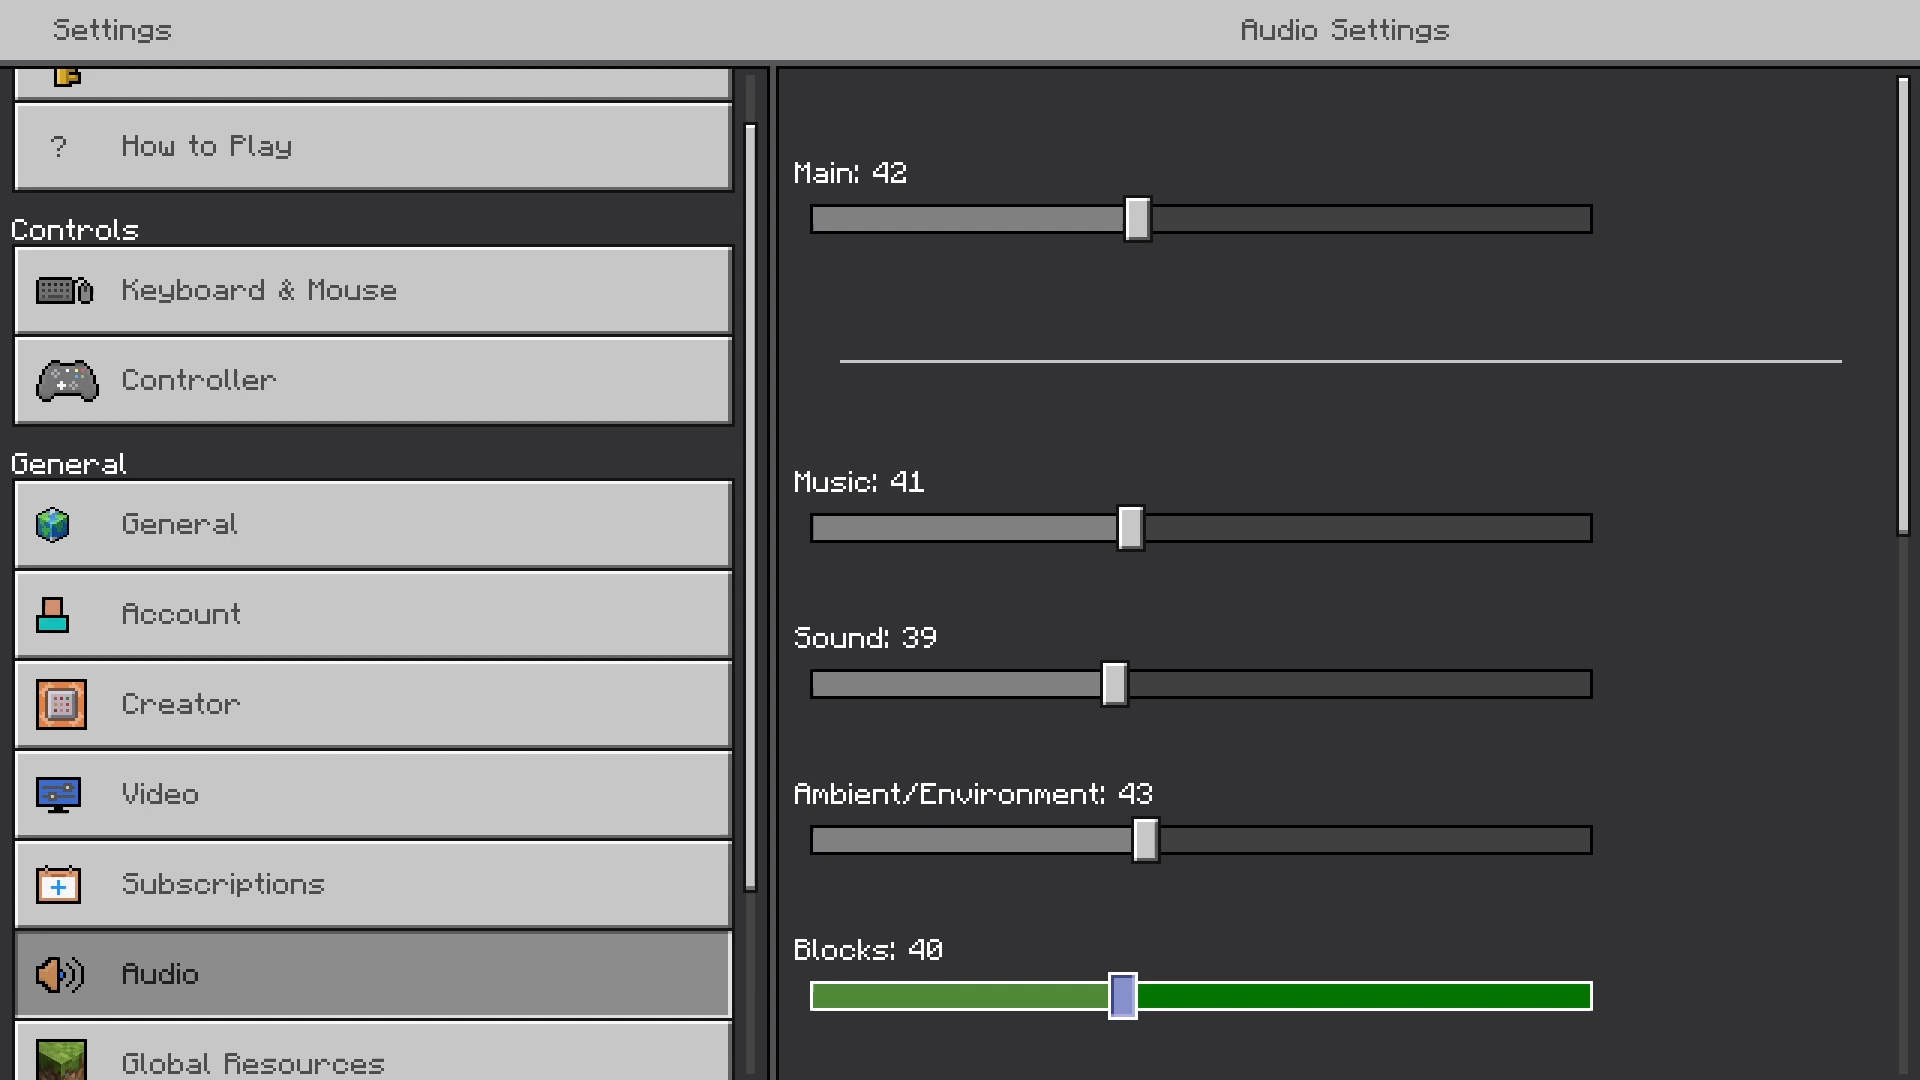 Settings
Audio Settings
? How to Play
Controls
Keyboard & Mouse
Controller
General
General
Account
Creator
Video
Subscriptions
Audio
Global Resources
Main: 42
Music: 41
Sound: 39
Ambient/Environment: 43
Blocks: 40